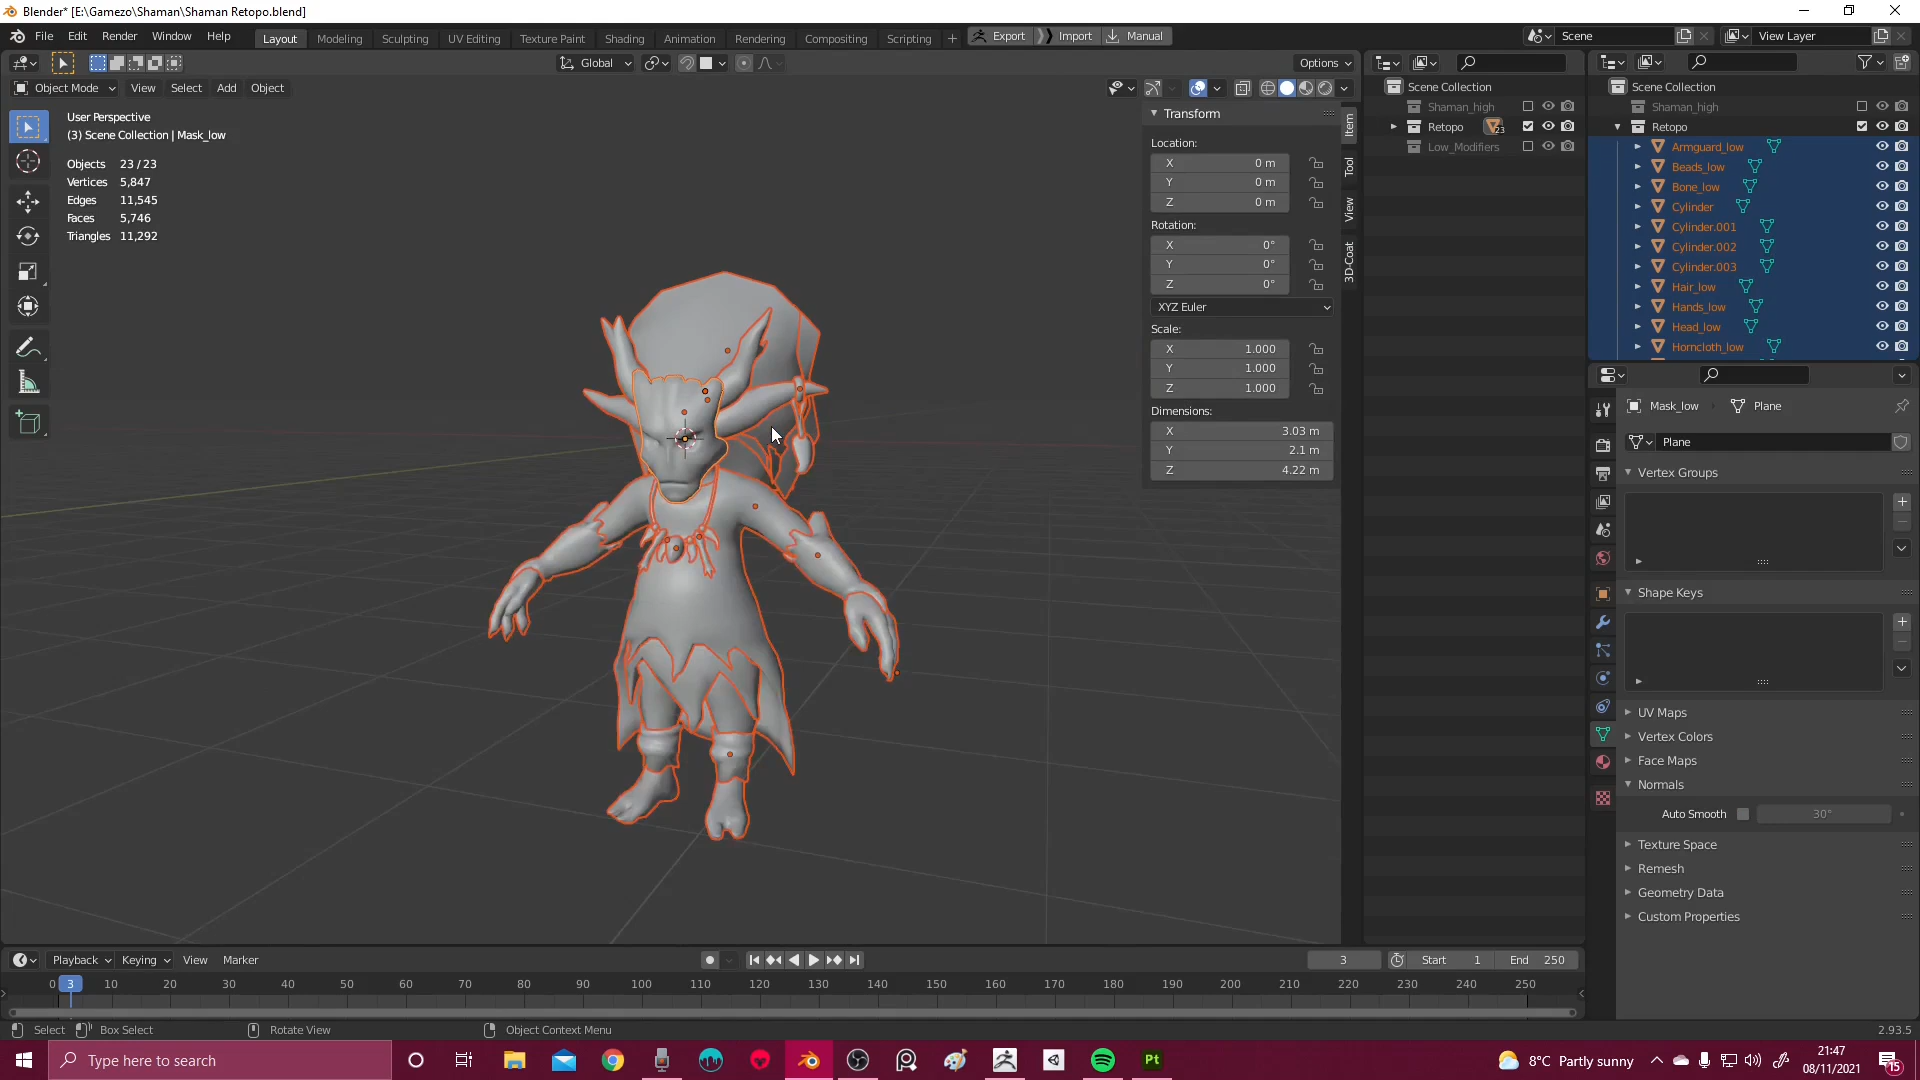 Blender* [E:\Gamezo\Shaman\Shaman Retopo.blend]
File Edit Render Window Help
Layout Modeling Sculpting UV Editing Texture Paint Shading Animation Rendering Compositing Scripting +
Export Import Manual
Scene
View Layer
Global
Options
Object Mode View Select Add Object
User Perspective
(3) Scene Collection | Mask_low
Objects 23 / 23
Vertices 5,847
Edges 11,545
Faces 5,746
Triangles 11,292
Transform
Location:
X 0 m
Y 0 m
Z 0 m
Rotation:
X 0°
Y 0°
Z 0°
XYZ Euler
Scale:
X 1.000
Y 1.000
Z 1.000
Dimensions:
X 3.03 m
Y 2.1 m
Z 4.22 m
Item
Tool
View
3D-Coat
Scene Collection
Shaman_high
Retopo 23
Low_Modifiers
Scene Collection
Shaman_high
Retopo
Armguard_low
Beads_low
Bone_low
Cylinder
Cylinder.001
Cylinder.002
Cylinder.003
Hair_low
Hands_low
Head_low
Horncloth_low
Mask_low Plane
Plane
Vertex Groups
Shape Keys
UV Maps
Vertex Colors
Face Maps
Normals
Auto Smooth 30°
Texture Space
Remesh
Geometry Data
Custom Properties
Playback Keying View Marker
3 Start 1 End 250
0 3 10 20 30 40 50 60 70 80 90 100 110 120 130 140 150 160 170 180 190 200 210 220 230 240 250
Select Box Select Rotate View Object Context Menu 2.93.5
Type here to search
Pt
8°C Partly sunny
21:47
08/11/2021
15